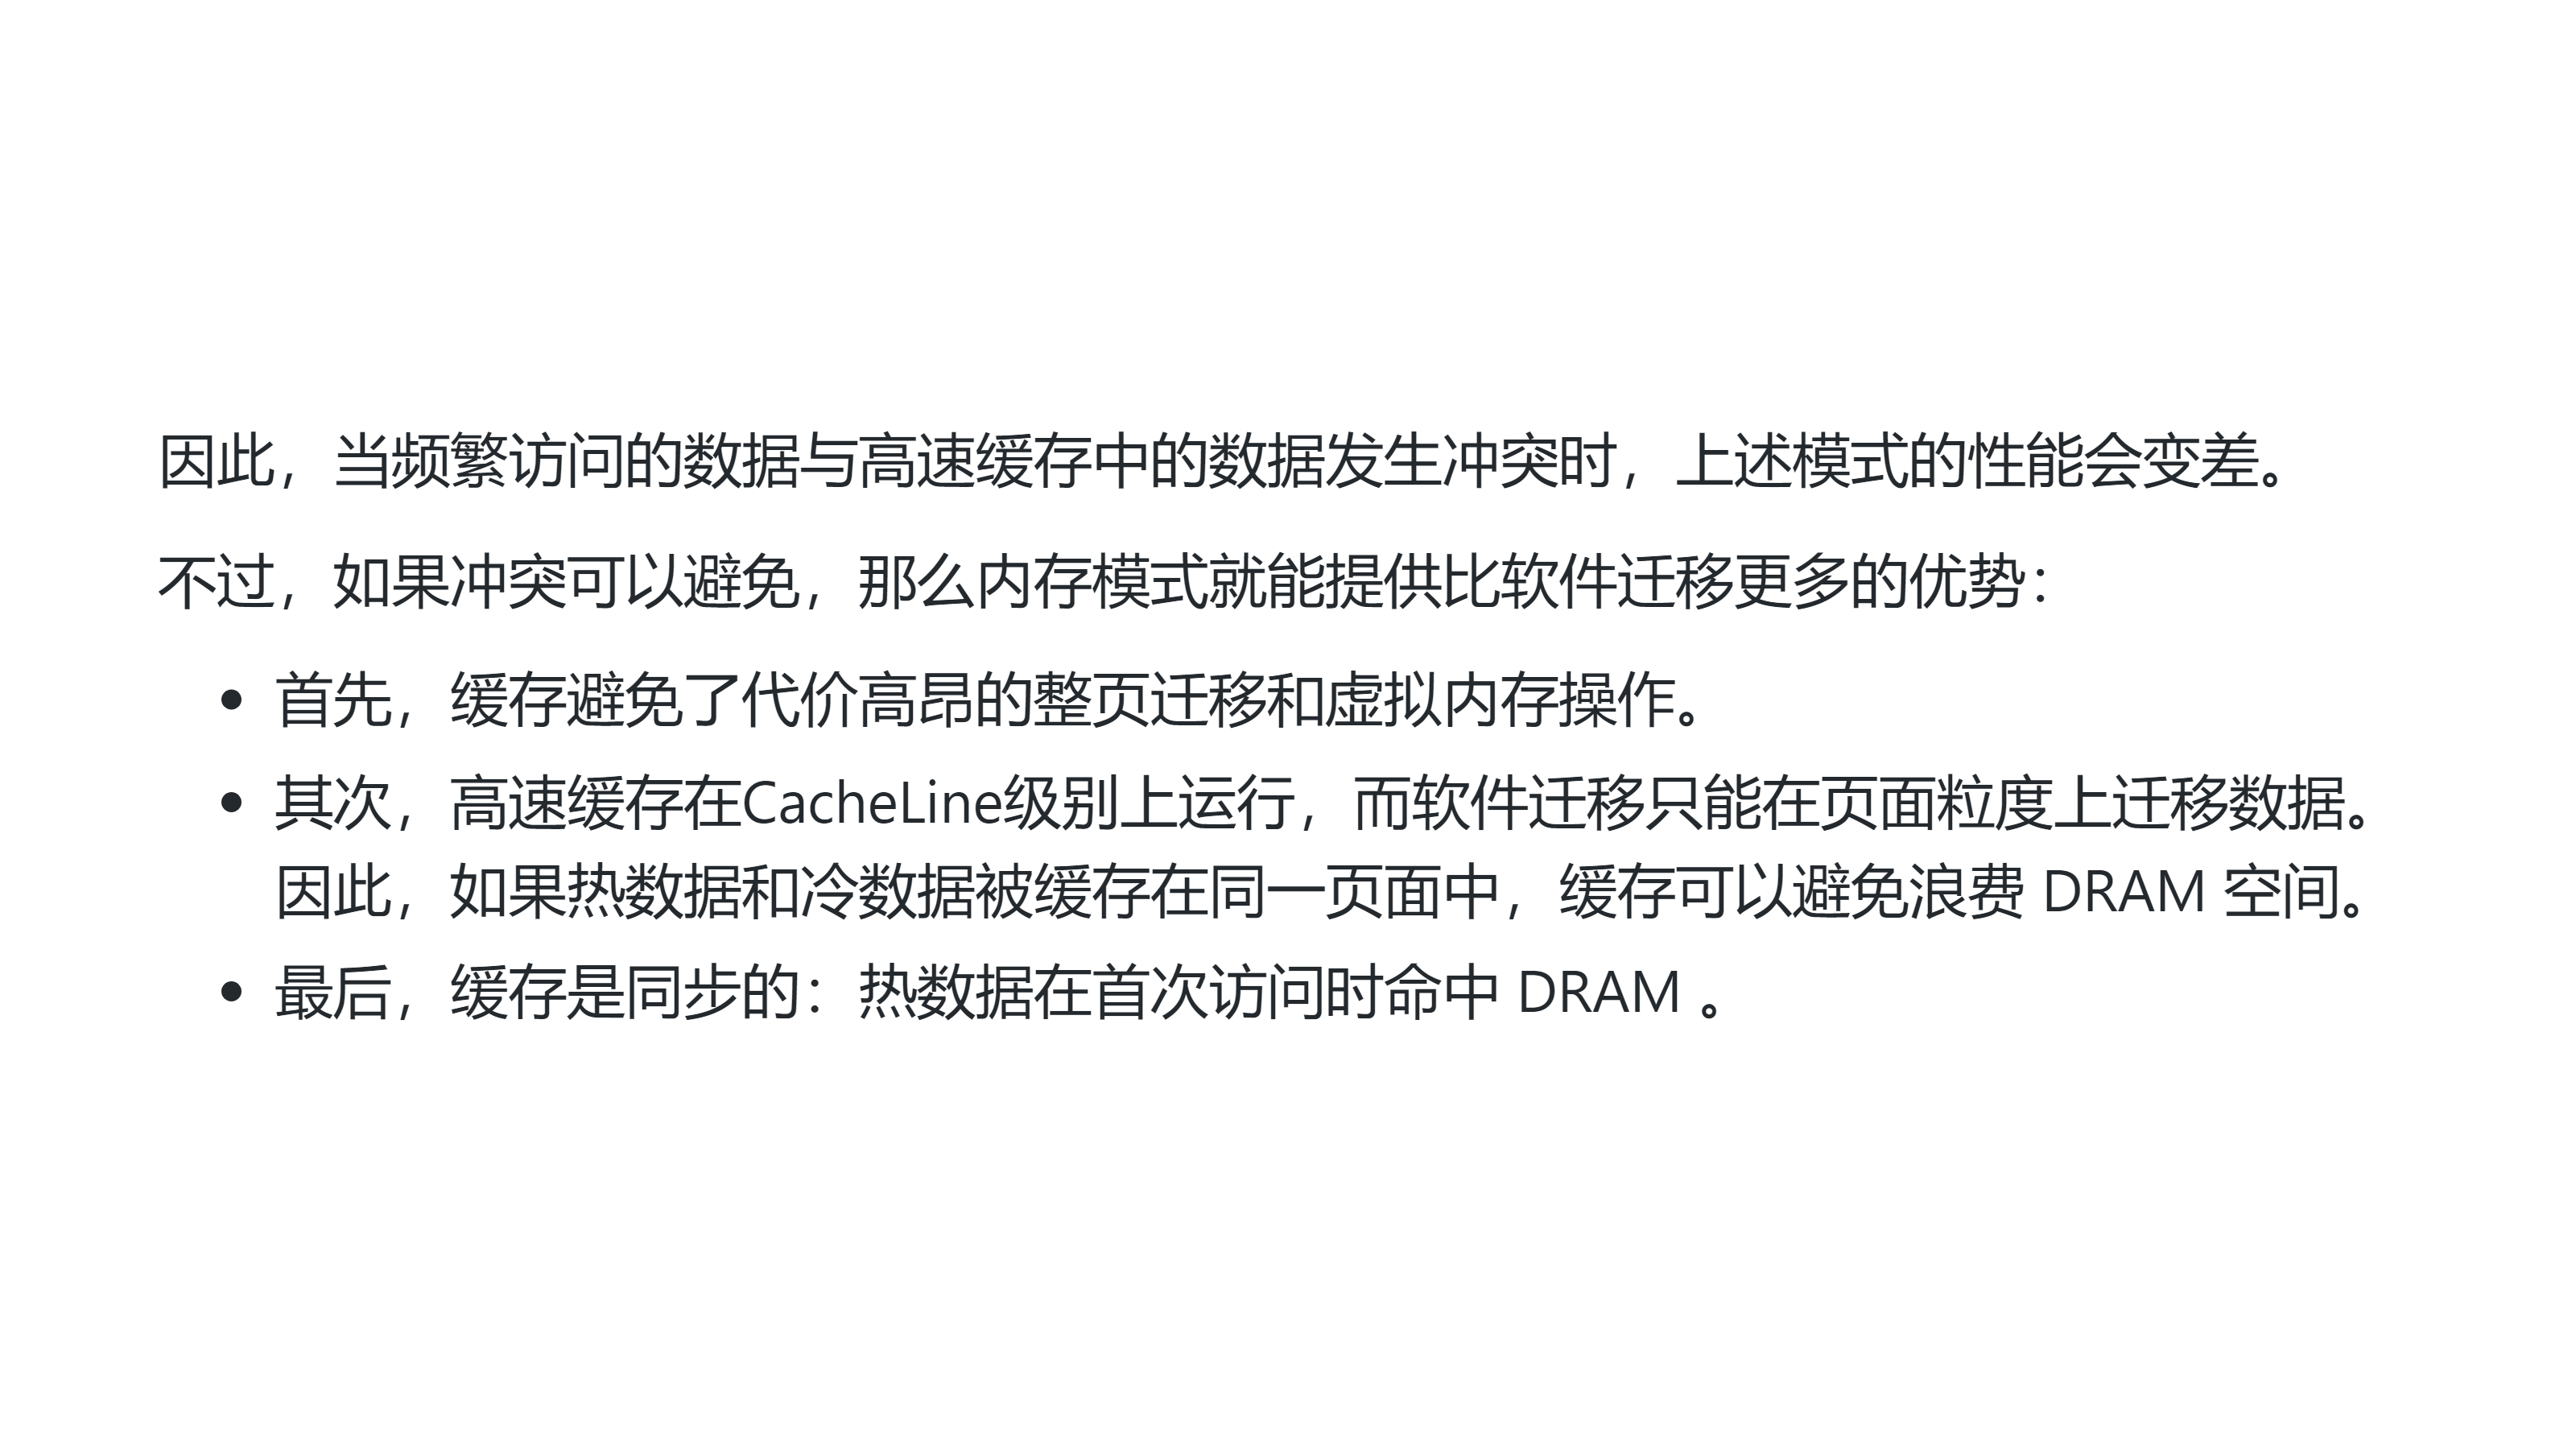 因此，当频繁访问的数据与高速缓存中的数据发生冲突时，上述模式的性能会变差。
不过，如果冲突可以避免，那么内存模式就能提供比软件迁移更多的优势：
• 首先，缓存避免了代价高昂的整页迁移和虚拟内存操作。
• 其次，高速缓存在CacheLine级别上运行，而软件迁移只能在页面粒度上迁移数据。
因此，如果热数据和冷数据被缓存在同一页面中，缓存可以避免浪费 DRAM 空间。
• 最后，缓存是同步的：热数据在首次访问时命中 DRAM 。